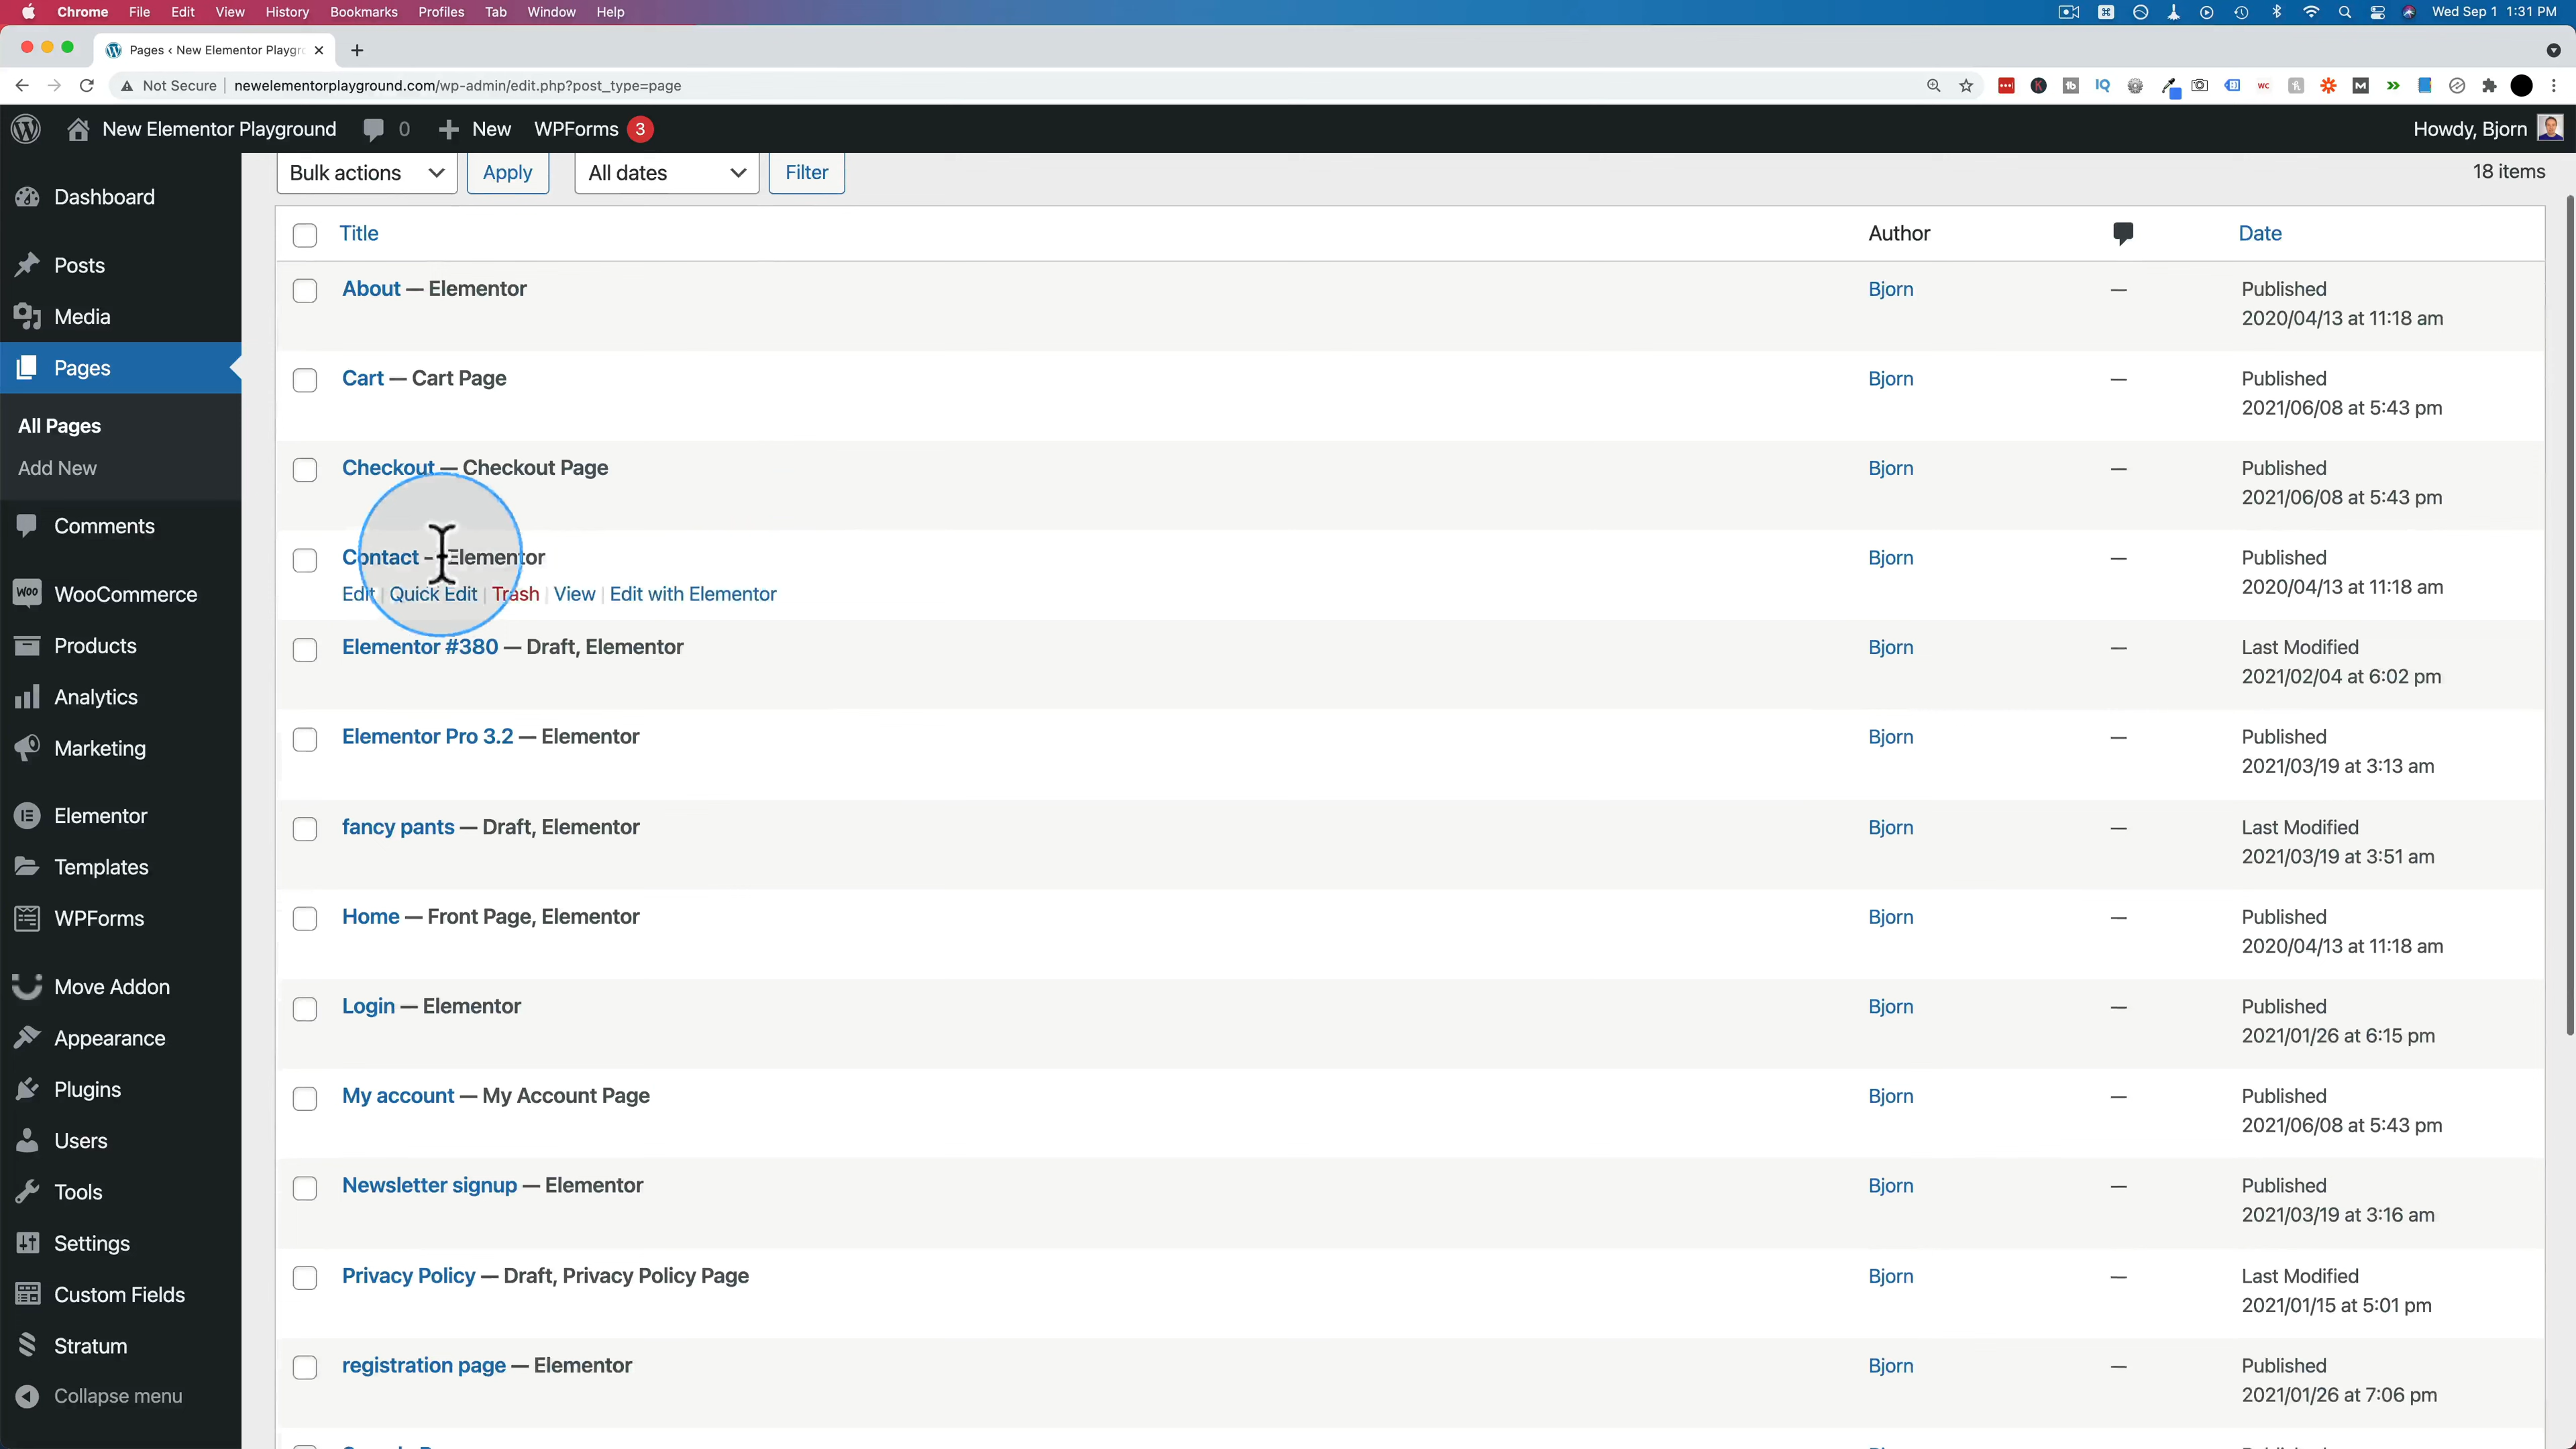 Chrome File Edit View History Bookmarks Profiles Tab Window Help Wed Sep 1 1:31 PM
Pages ‹ New Elementor Playgr
Not Secure newelementorplayground.com/wp-admin/edit.php?post_type=page
New Elementor Playground 0 New WPForms 3 Howdy, Bjorn
Dashboard
Posts
Media
Pages
All Pages
Add New
Comments
WooCommerce
Products
Analytics
Marketing
Elementor
Templates
WPForms
Move Addon
Appearance
Plugins
Users
Tools
Settings
Custom Fields
Stratum
Collapse menu
Bulk actions Apply All dates Filter 18 items
Title Author Date
About — Elementor Bjorn — Published
2020/04/13 at 11:18 am
Cart — Cart Page Bjorn — Published
2021/06/08 at 5:43 pm
Checkout — Checkout Page Bjorn — Published
2021/06/08 at 5:43 pm
Contact — Elementor Bjorn — Published
Edit | Quick Edit | Trash | View | Edit with Elementor 2020/04/13 at 11:18 am
Elementor #380 — Draft, Elementor Bjorn — Last Modified
2021/02/04 at 6:02 pm
Elementor Pro 3.2 — Elementor Bjorn — Published
2021/03/19 at 3:13 am
fancy pants — Draft, Elementor Bjorn — Last Modified
2021/03/19 at 3:51 am
Home — Front Page, Elementor Bjorn — Published
2020/04/13 at 11:18 am
Login — Elementor Bjorn — Published
2021/01/26 at 6:15 pm
My account — My Account Page Bjorn — Published
2021/06/08 at 5:43 pm
Newsletter signup — Elementor Bjorn — Published
2021/03/19 at 3:16 am
Privacy Policy — Draft, Privacy Policy Page Bjorn — Last Modified
2021/01/15 at 5:01 pm
registration page — Elementor Bjorn — Published
2021/01/26 at 7:06 pm